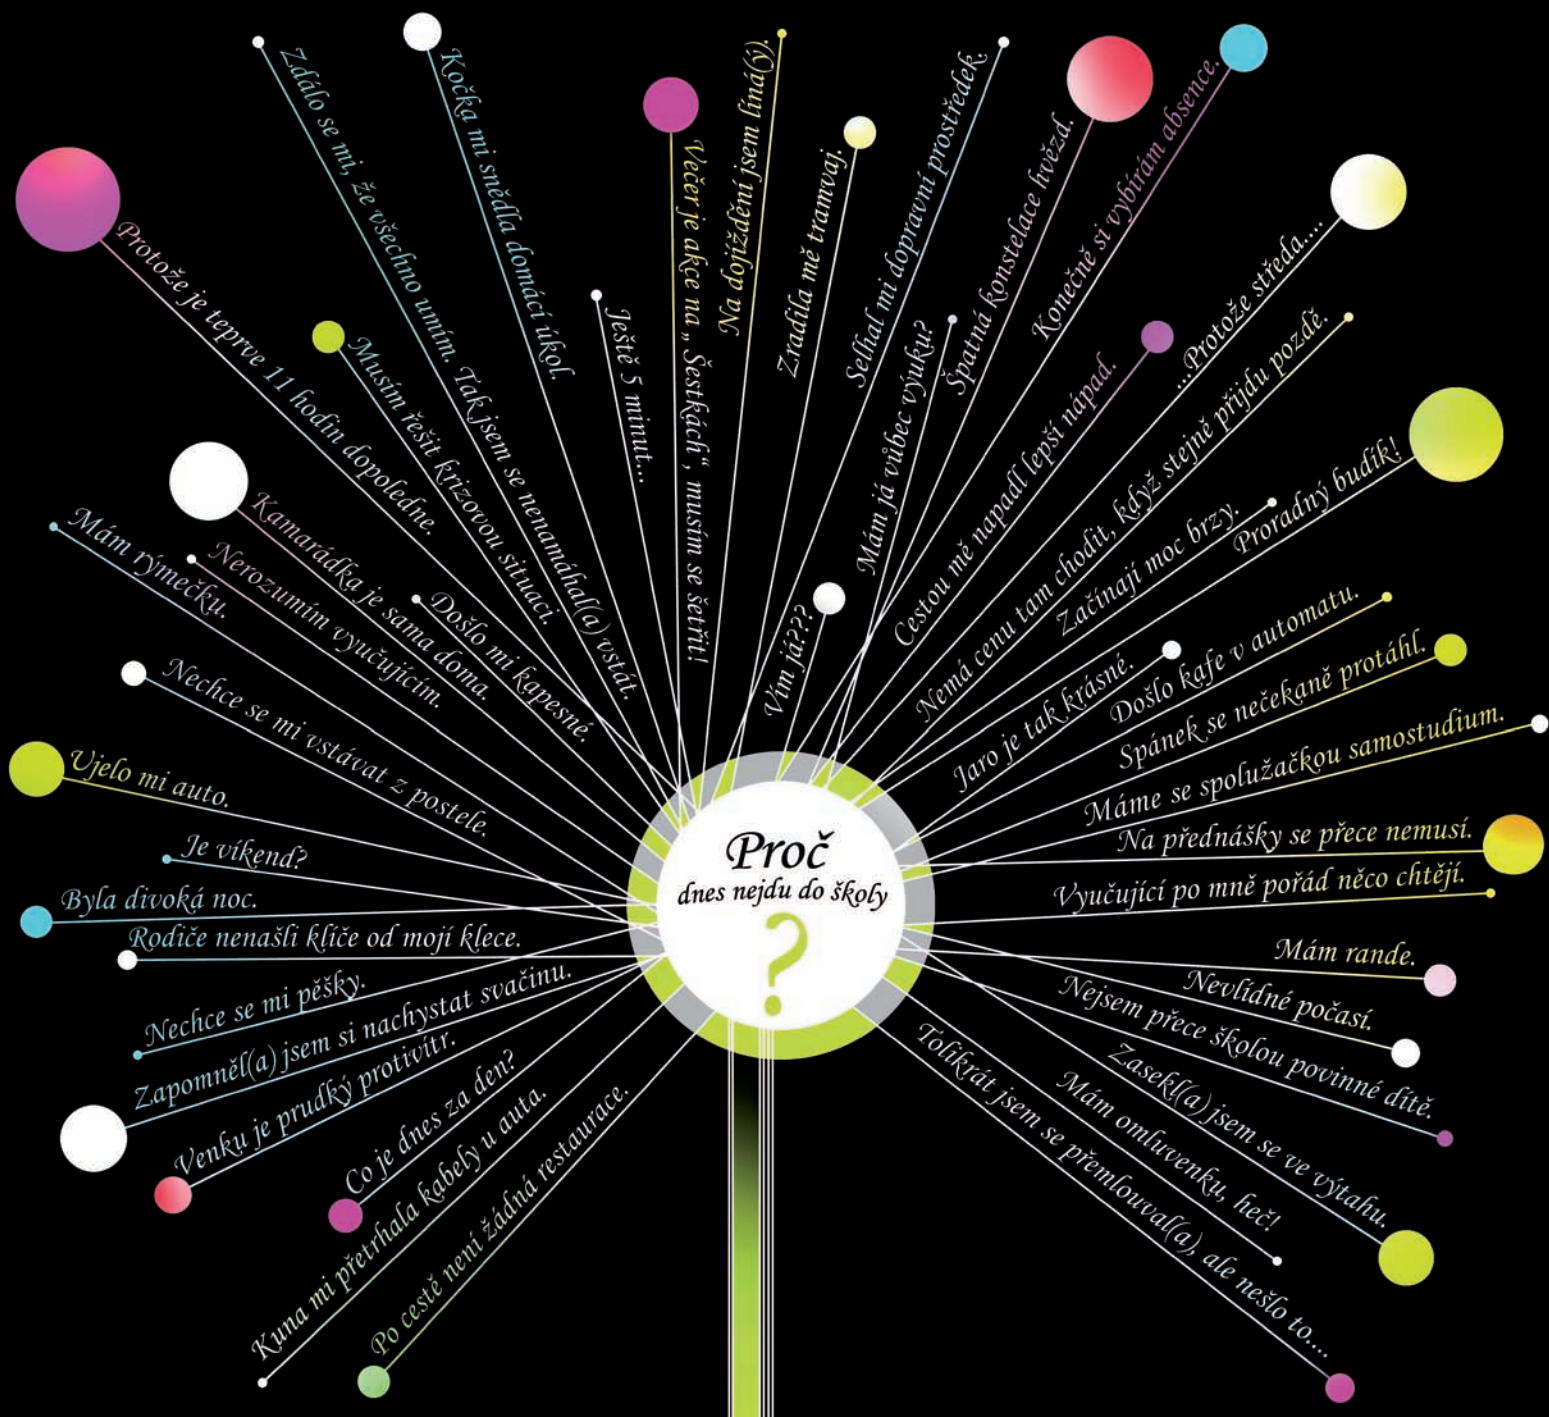 Proč
dnes nejdu do školy
?
Po cestě není žádná restaurace.
Kuna mi přetrhala kabely u auta.
Co je dnes za den?
Venku je prudký protivítr.
Zapomněl(a) jsem si nachystat svačinu.
Nechce se mi pěšky.
Rodiče nenašli klíče od mojí klece.
Byla divoká noc.
Je víkend?
Ujelo mi auto.
Nechce se mi vstávat z postele.
Mám rýmečku.
Nerozumím vyučujícím.
Kamarádka je sama doma.
Došlo mi kapesné.
Protože je teprve 11 hodin dopoledne.
Musím řešit krizovou situaci.
Zdálo se mi, že všechno umím. Tak jsem se nenamáhal(a) vstát.
Kočka mi snědla domácí úkol.
Ještě 5 minut...
Večer je akce na „Šestkách“, musím se šetřit!
Na dojíždění jsem líná(ý).
Zradila mě tramvaj.
Selhal mi dopravní prostředek.
Vím já???
Mám já vůbec výuku?
Špatná konstelace hvězd.
Konečně si vybírám absence.
Cestou mě napadl lepší nápad.
...Protože středa....
Nemá cenu tam chodit, když stejně přijdu pozdě.
Začínají moc brzy.
Proradný budík!
Jaro je tak krásné.
Došlo kafe v automatu.
Spánek se nečekaně protáhl.
Máme se spolužačkou samostudium.
Na přednášky se přece nemusí.
Vyučující po mně pořád něco chtějí.
Mám rande.
Nevlídné počasí.
Nejsem přece školou povinné dítě.
Zasekl(a) jsem se ve výtahu.
Mám omluvenku, heč!
Tolikrát jsem se přemlouval(a), ale nešlo to....